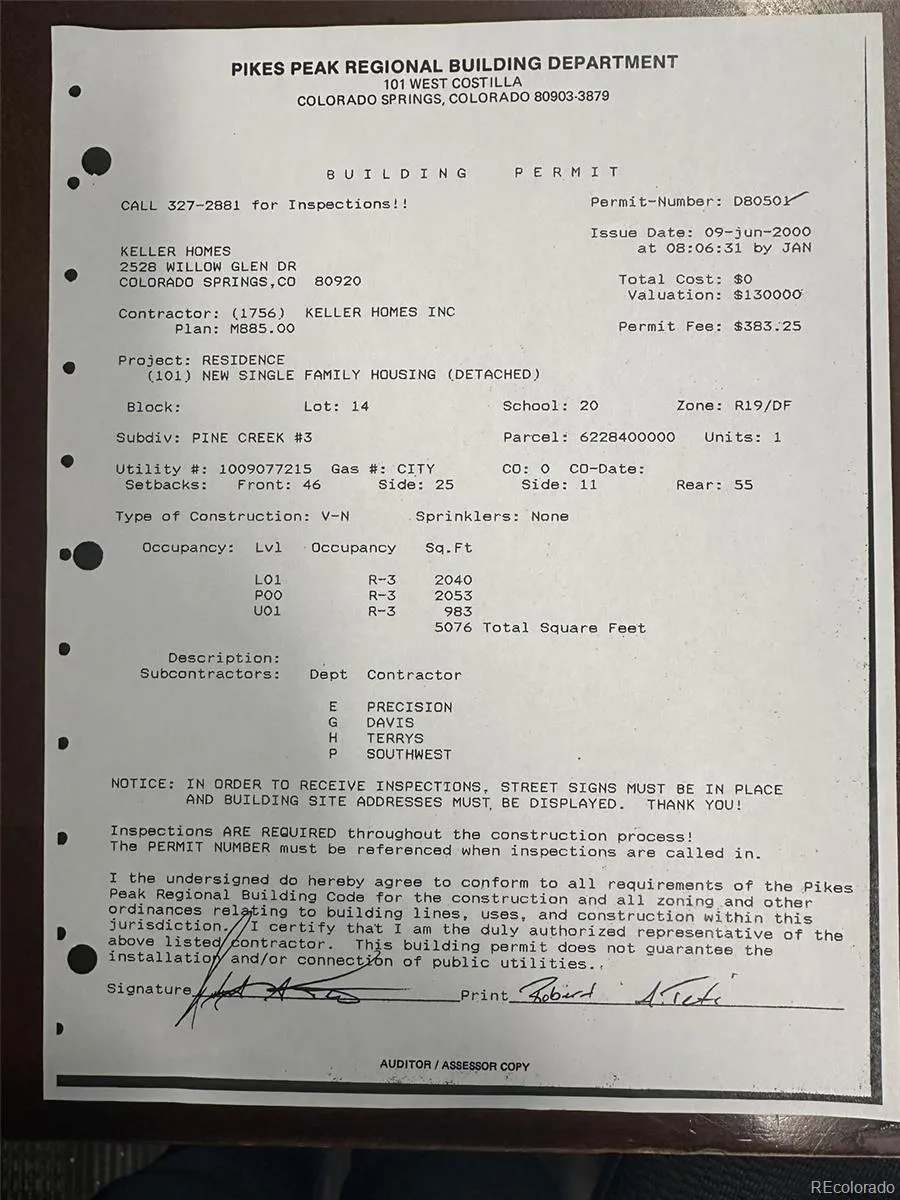 PIKES PEAK REGIONAL BUILDING DEPARTMENT
101 WEST COSTILLA
COLORADO SPRINGS, COLORADO 80903-3879
BUILDING PERMIT
CALL 327-2881 for Inspections!! Permit-Number: D80501
Issue Date: 09-jun-2000
at 08:06:31 by JAN
KELLER HOMES
2528 WILLOW GLEN DR
COLORADO SPRINGS,CO 80920
Total Cost: $0
Valuation: $130000
Contractor: (1756) KELLER HOMES INC
Plan: M885.00 Permit Fee: $383.25
Project: RESIDENCE
(101) NEW SINGLE FAMILY HOUSING (DETACHED)
Block: Lot: 14 School: 20 Zone: R19/DF
Subdiv: PINE CREEK #3 Parcel: 6228400000 Units: 1
Utility #: 1009077215 Gas #: CITY CO: 0 CO-Date:
Setbacks: Front: 46 Side: 25 Side: 11 Rear: 55
Type of Construction: V-N Sprinklers: None
Occupancy: Lvl Occupancy Sq.Ft
L01 R-3 2040
P00 R-3 2053
U01 R-3 983
5076 Total Square Feet
Description:
Subcontractors: Dept Contractor
E PRECISION
G DAVIS
H TERRYS
P SOUTHWEST
NOTICE: IN ORDER TO RECEIVE INSPECTIONS, STREET SIGNS MUST BE IN PLACE
AND BUILDING SITE ADDRESSES MUST BE DISPLAYED. THANK YOU!
Inspections ARE REQUIRED throughout the construction process!
The PERMIT NUMBER must be referenced when inspections are called in.
I the undersigned do hereby agree to conform to all requirements of the Pikes
Peak Regional Building Code for the construction and all zoning and other
ordinances relating to building lines, uses, and construction within this
jurisdiction. I certify that I am the duly authorized representative of the
above listed contractor. This building permit does not guarantee the
installation and/or connection of public utilities.
Signature Print Robert A. Teti
AUDITOR / ASSESSOR COPY
REcolorado